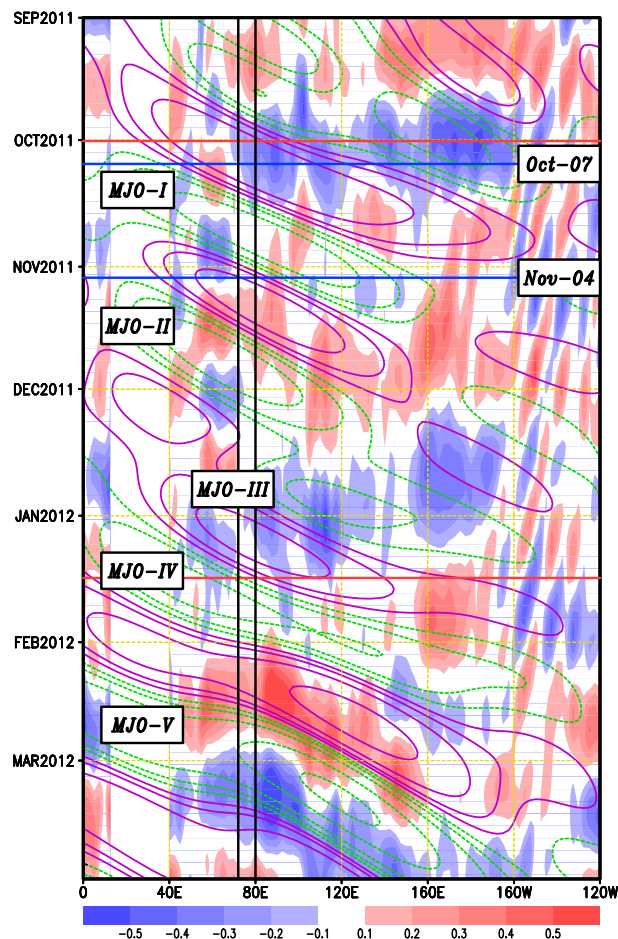 SEP2011
OCT2011
Oct-07
MJO-I
NOV2011
Nov-04
MJO-II
DEC2011
MJO-III
JAN2012
MJO-IV
FEB2012
MJO-V
MAR2012
0 40E 80E 120E 160E 160W 120W
-0.5 -0.4 -0.3 -0.2 -0.1 0.1 0.2 0.3 0.4 0.5